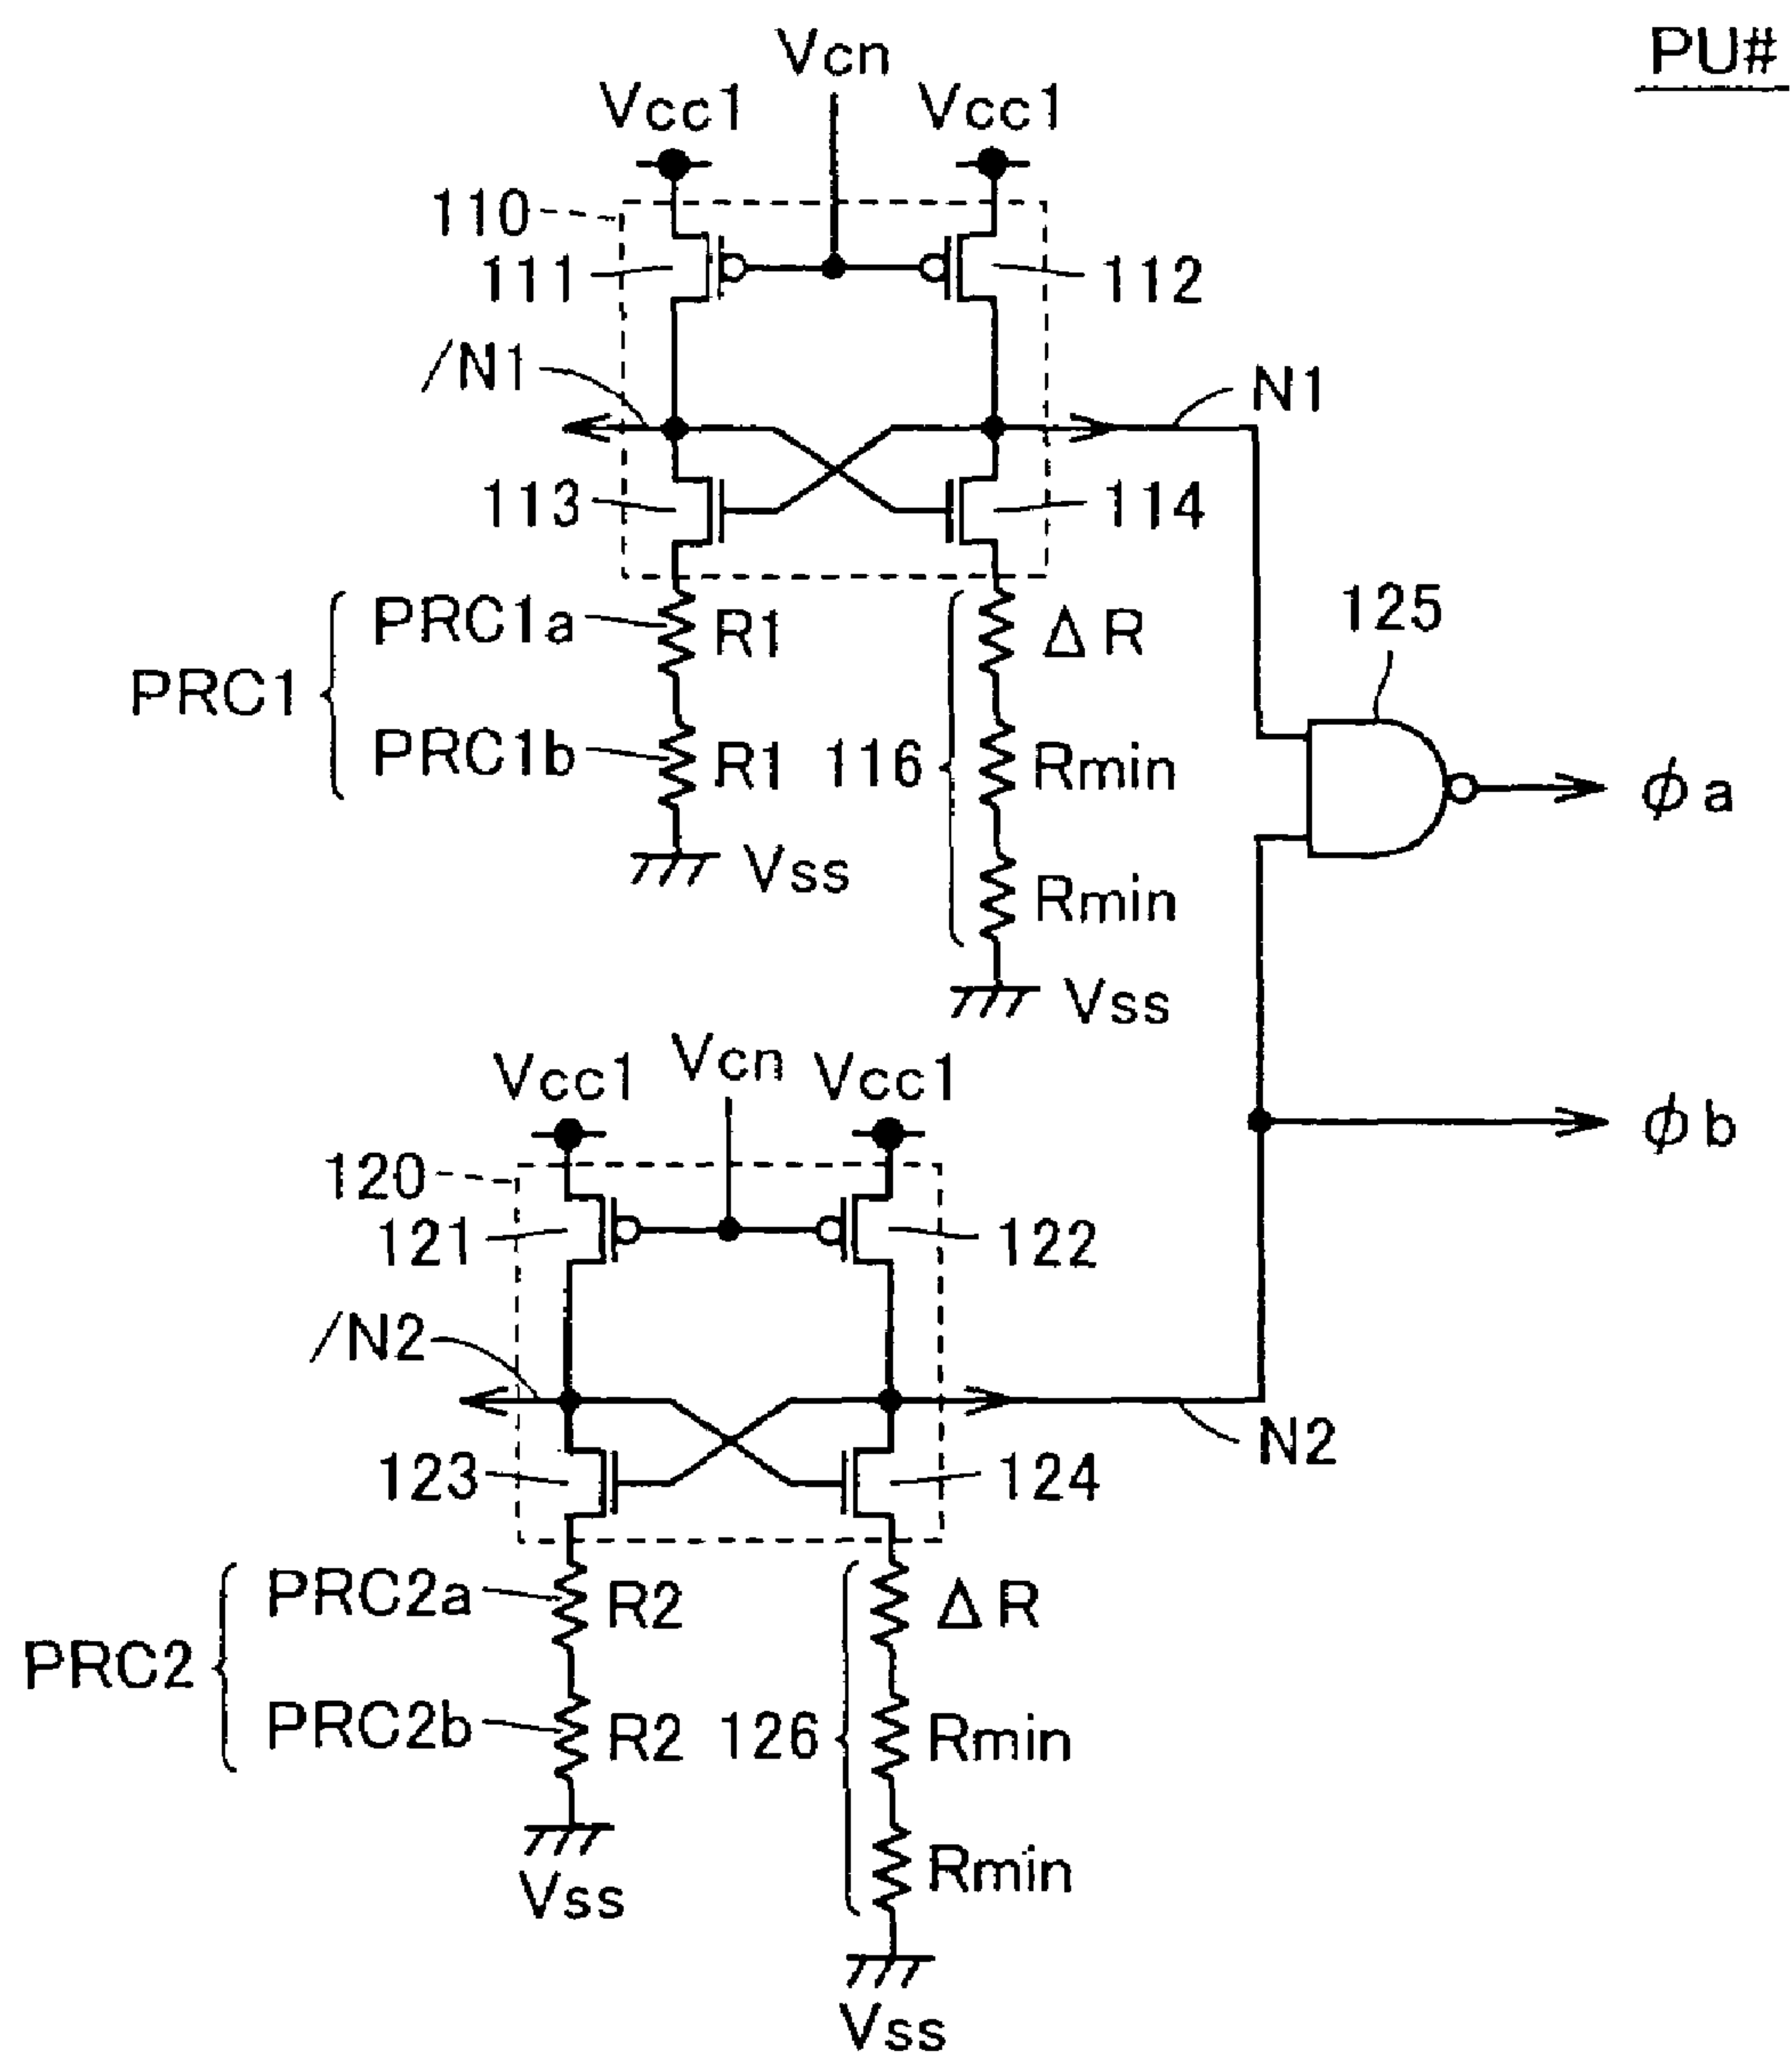 PU#
Vcn
Vcc1 Vcc1
110
111 112
/N1 N1
113 114
125
PRC1a R1 ΔR
PRC1
PRC1b R1 116 Rmin
φa
Vss Rmin
Vss
Vcn
Vcc1 Vcc1
φb
120
121 122
/N2
N2
123 124
PRC2a R2 ΔR
PRC2
PRC2b R2 126 Rmin
Vss Rmin
Vss